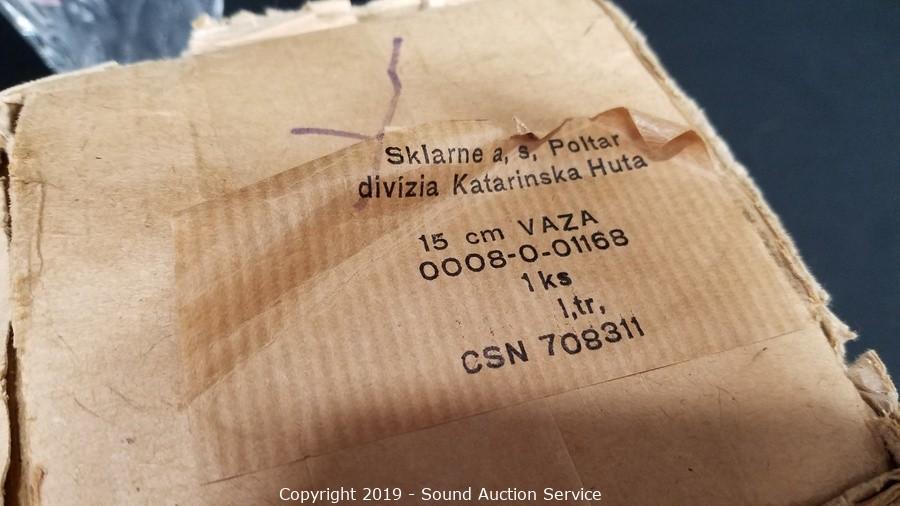 Sklarne a, s, Poltar
divízia Katarinska Huta
15 cm VAZA
0008-0-01168
1 ks
I,tr,
CSN 708311
Copyright 2019 - Sound Auction Service